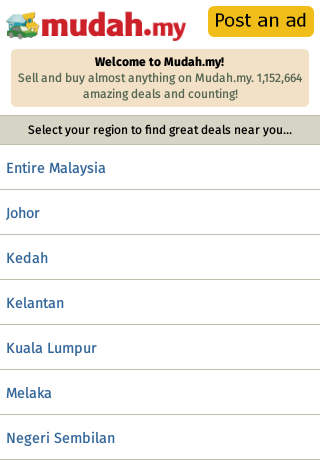 mudah.my
Post an ad
Welcome to Mudah.my!
Sell and buy almost anything on Mudah.my. 1,152,664
amazing deals and counting!
Select your region to find great deals near you...
Entire Malaysia
Johor
Kedah
Kelantan
Kuala Lumpur
Melaka
Negeri Sembilan